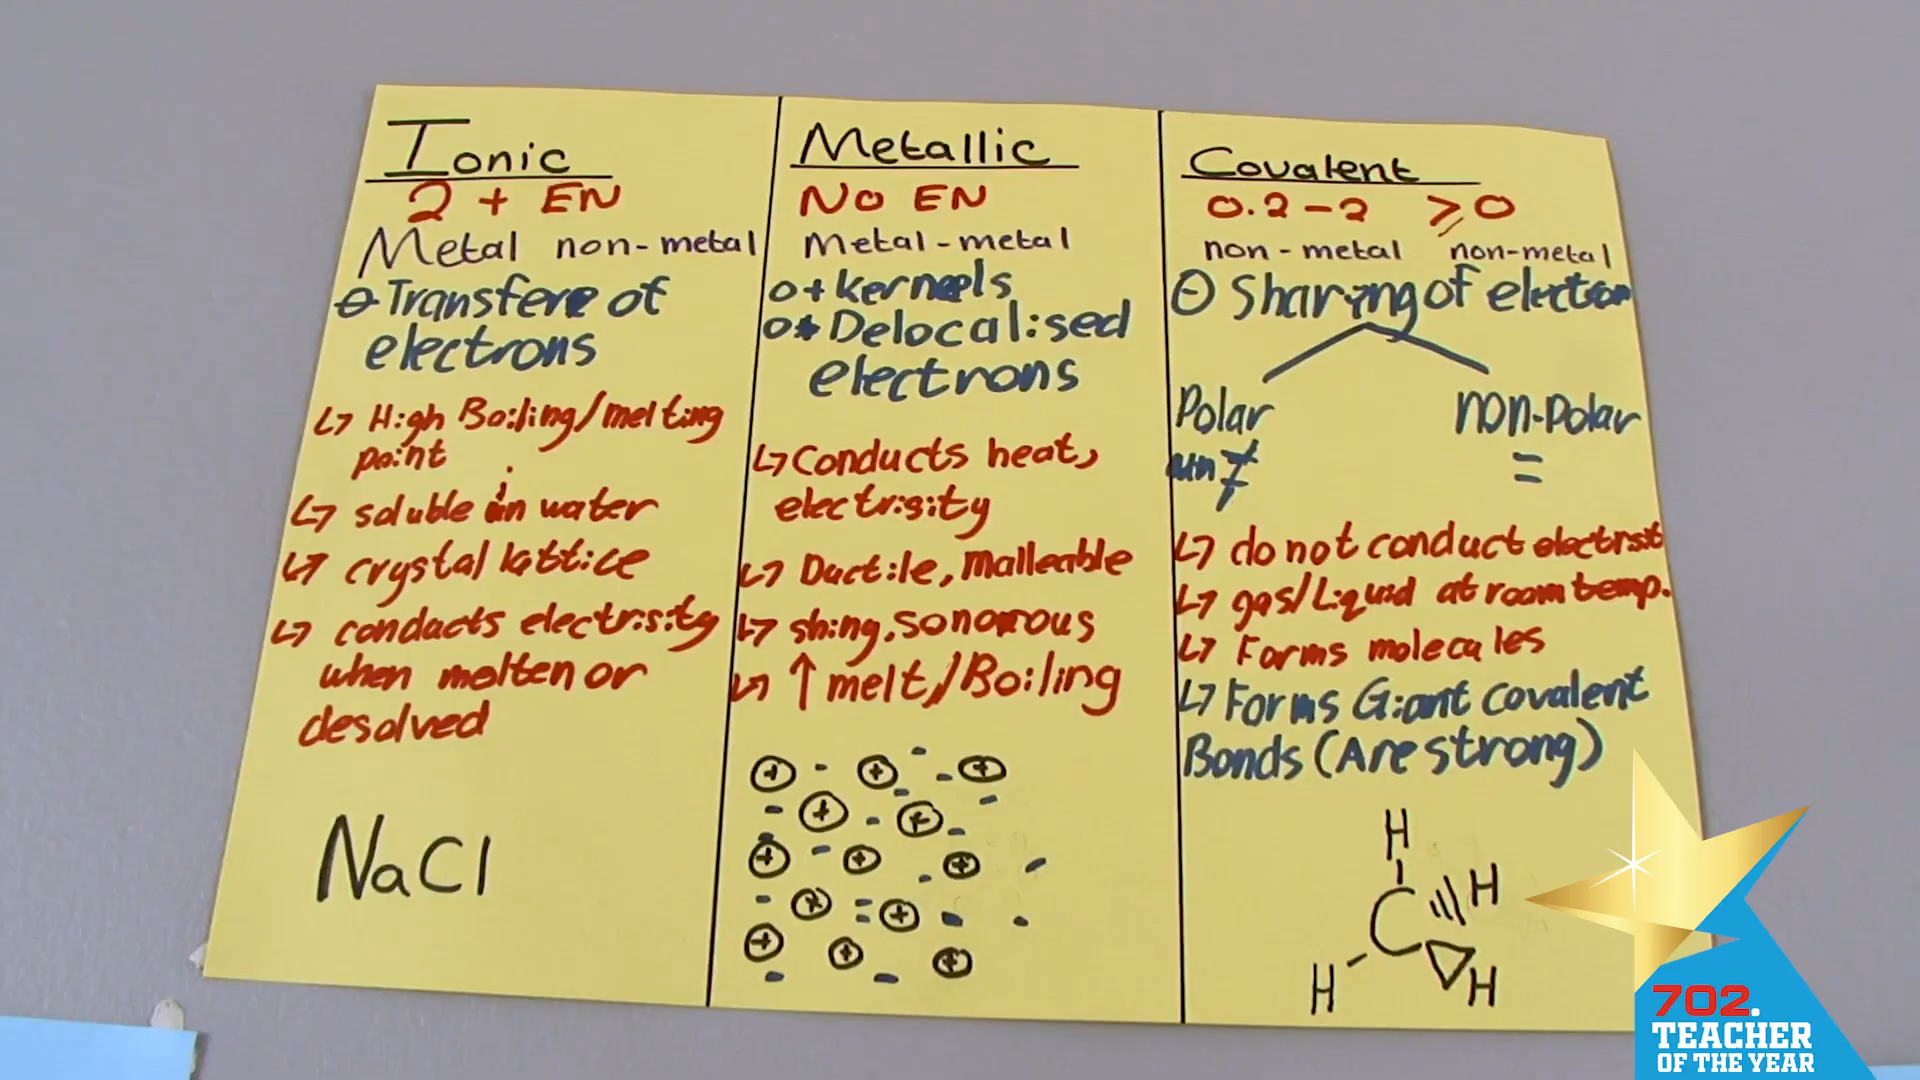 Ionic
2 + EN
Metal non-metal
Transfere of
electrons
High Boiling/melting
point
soluble in water
crystal lattice
conducts electrisity
when molten or
desolved
NaCl
Metallic
No EN
Metal-metal
+ kernels
Delocalised
electrons
Conducts heat,
electrisity
Ductile, malleable
shiny, sonorous
↑ melt/Boiling
Covalent
0.2-2 ⩾0
non-metal non-metal
Sharing of electron
Polar non-polar
≠ =
do not conduct electrsit
gas/Liquid at room temp.
Forms molecules
Forms Giant covalent
Bonds (Are strong)
H
C H
H H
702.
TEACHER
OF THE YEAR